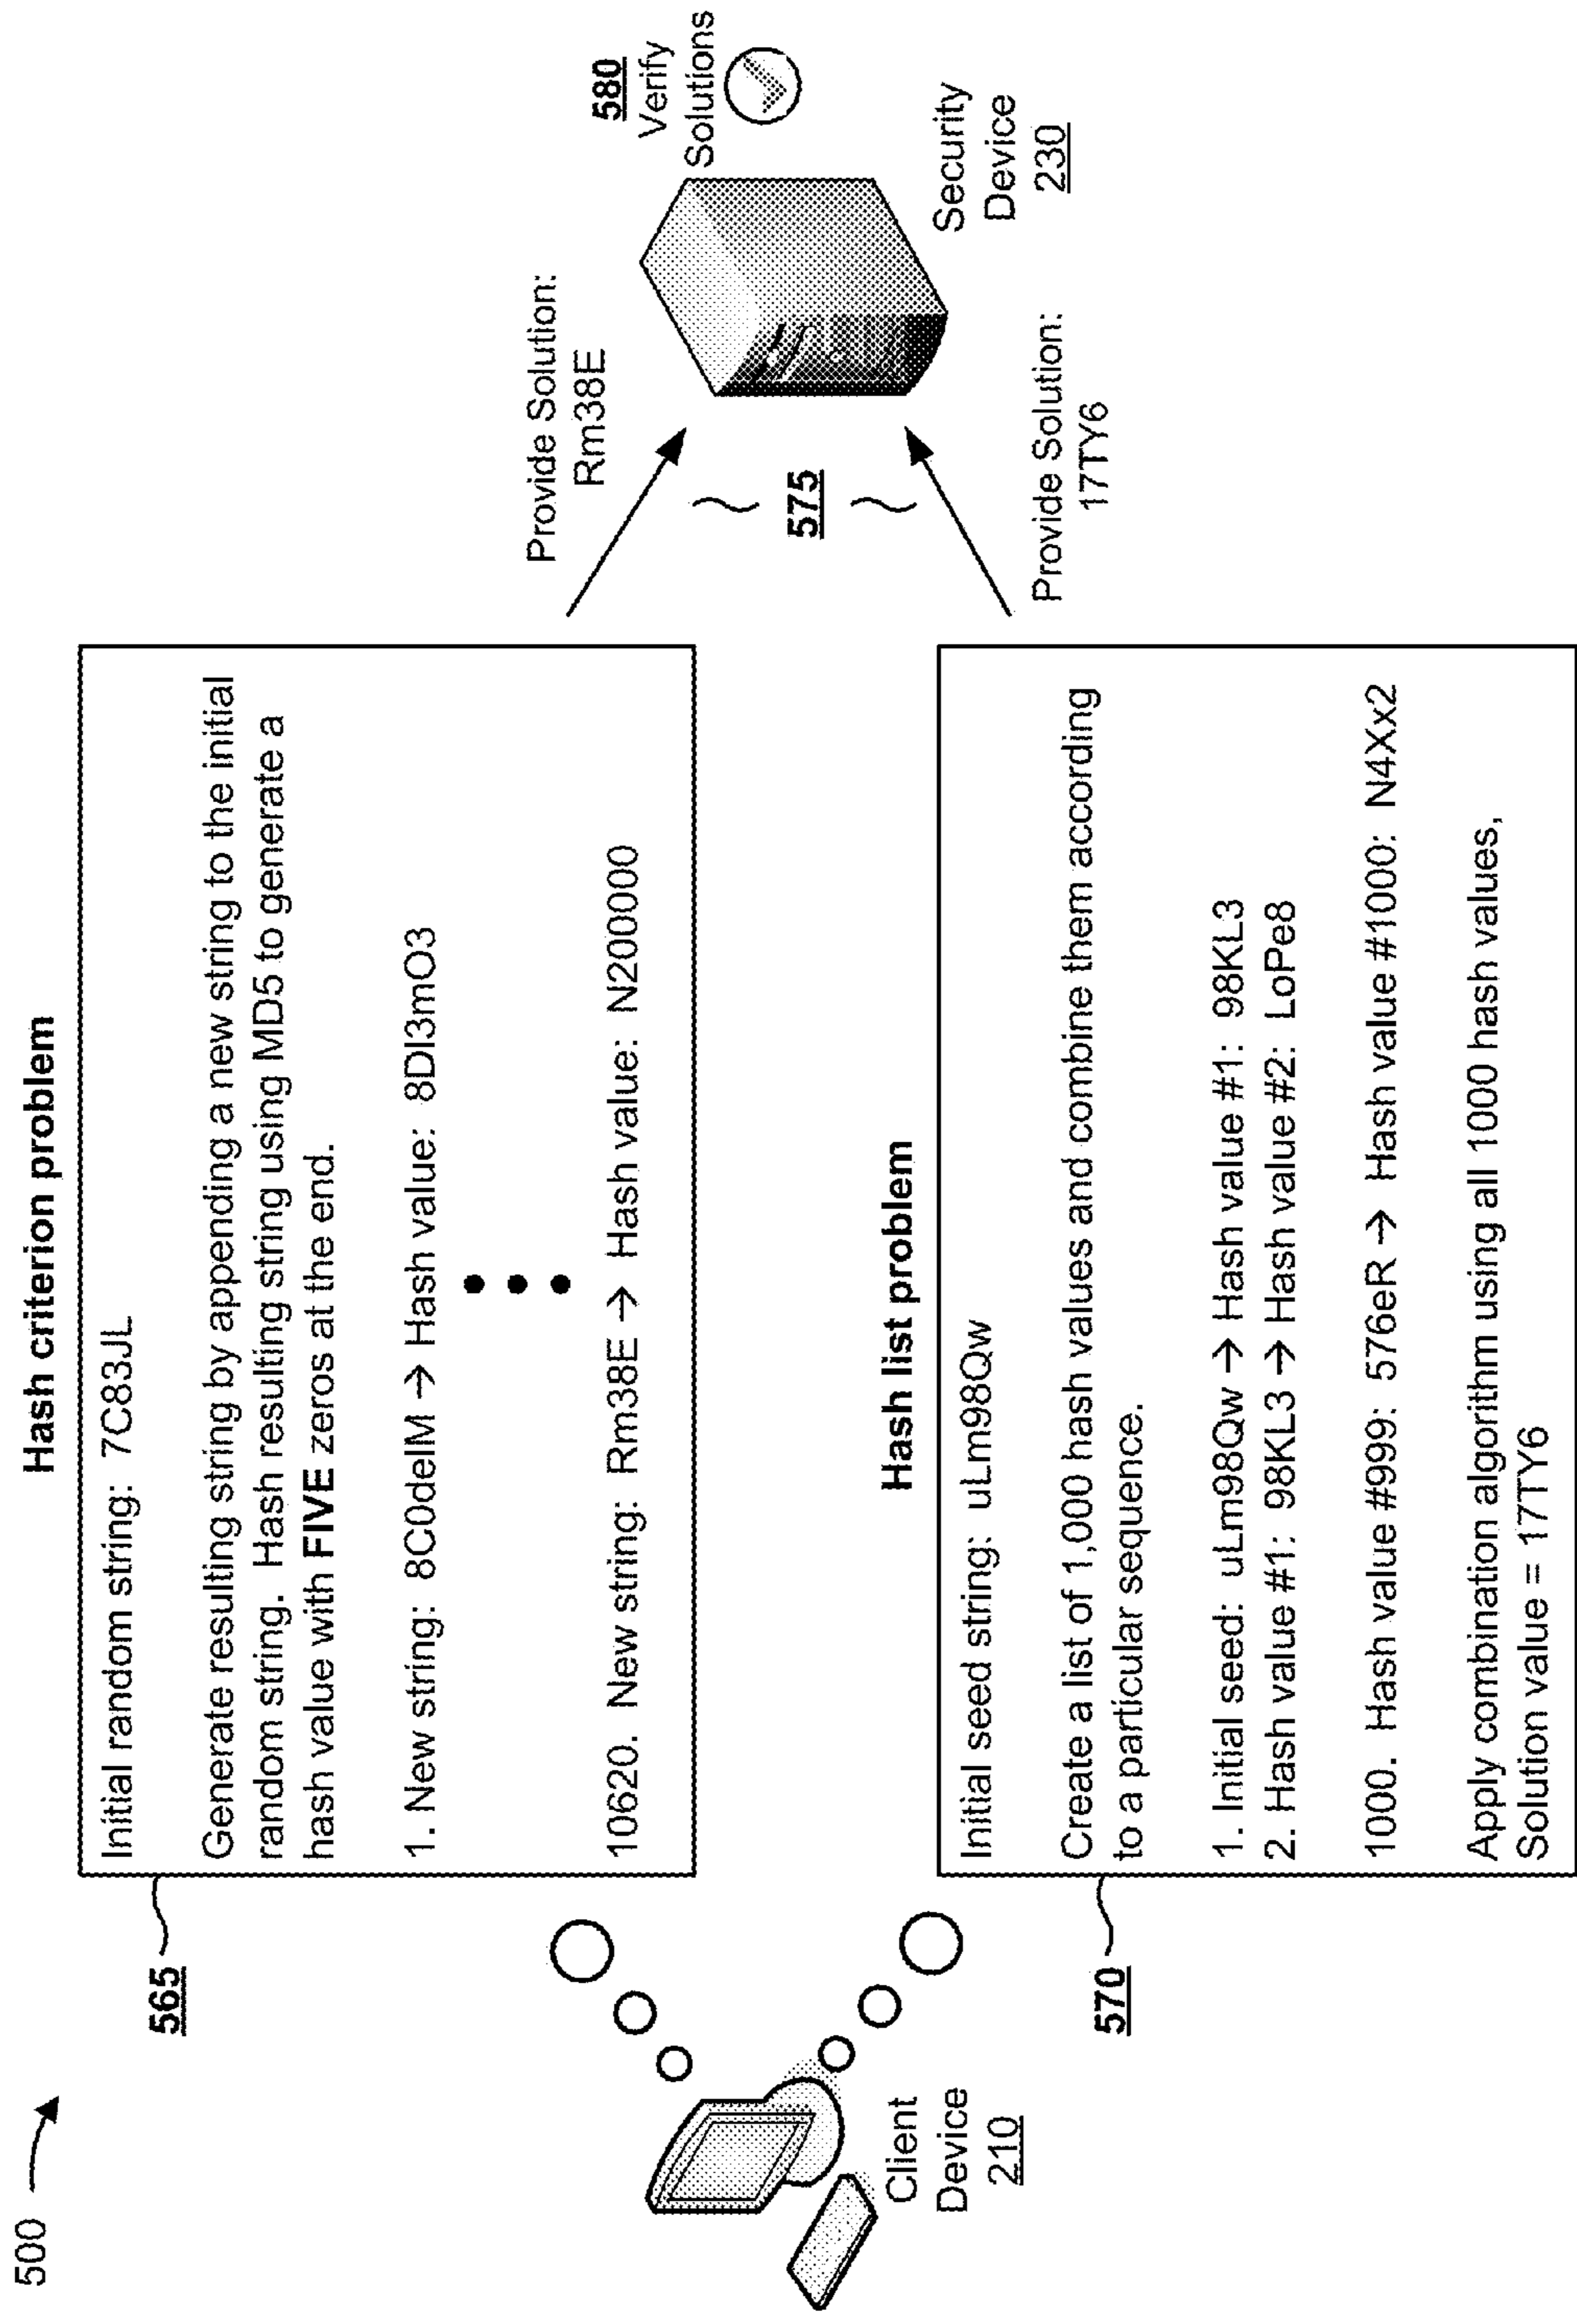 500
Hash criterion problem
565
Initial random string: 7C83JL
Generate resulting string by appending a new string to the initial
random string. Hash resulting string using MD5 to generate a
hash value with FIVE zeros at the end.
1. New string: 8C0delM → Hash value: 8DI3mO3
10620. New string: Rm38E → Hash value: N200000
Provide Solution:
Rm38E
580
Verify
Solutions
575
Client
Device
210
Security
Device
230
Hash list problem
570
Initial seed string: uLm98Qw
Create a list of 1,000 hash values and combine them according
to a particular sequence.
1. Initial seed: uLm98Qw → Hash value #1: 98KL3
2. Hash value #1: 98KL3 → Hash value #2: LoPe8
1000. Hash value #999: 576eR → Hash value #1000: N4Xx2
Apply combination algorithm using all 1000 hash values,
Solution value = 17TY6
Provide Solution:
17TY6